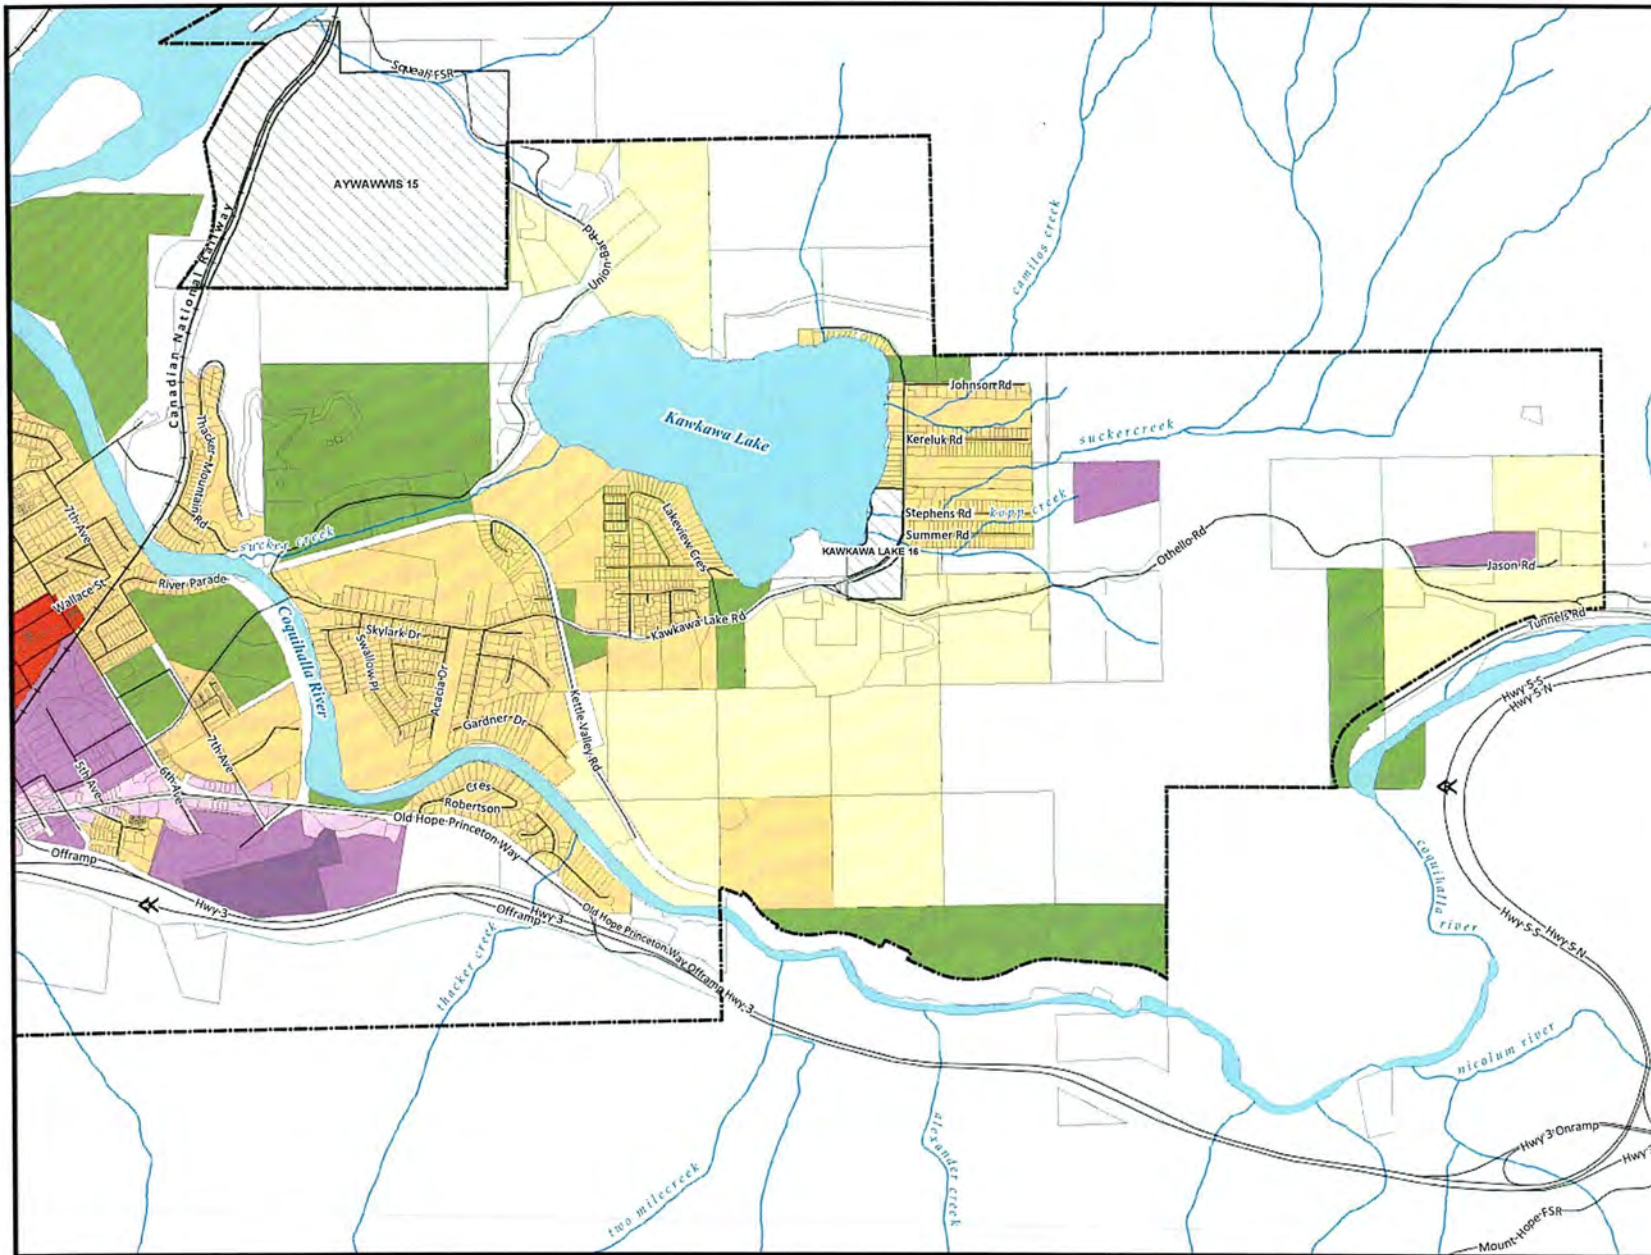 Squeah FSR
AYWAWWIS 15
Canadian National Railway
Union Bar Rd
camilos creek
Kawkawa Lake
Johnson Rd
Kereluk Rd
suckercreek
Thacker Mountain Rd
7th Ave
Lakeview Cres
Stephens Rd
kopp creek
Summer Rd
sucker creek
KAWKAWA LAKE 16
Othello Rd
Jason Rd
River Parade
Wallace St
Coquihalla River
Skylark Dr
Kawkawa Lake Rd
Tunnels Rd
Swallow Pl
Acacia Dr
Kettle Valley Rd
Hwy 5 S
Hwy 5 N
Gardner Dr
7th Ave
6th Ave
5th Ave
Cres
Robertson
Old Hope Princeton Way
Offramp
coquihalla river
Hwy 3
Hwy 3
Offramp
Old Hope Princeton Way Offramp
Hwy 3
Hwy 5 S
Hwy 5 N
thacker creek
nicolum river
alexander creek
two milecreek
Hwy 3 Onramp
Hwy
Mount Hope FSR